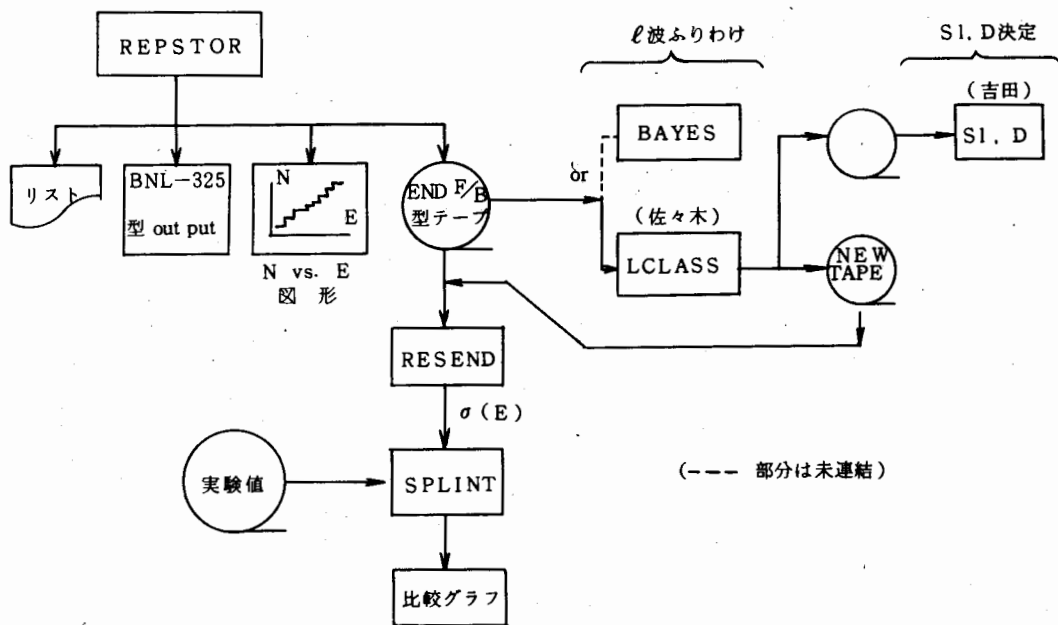 REPSTOR
ℓ波ふりわけ
Sl, D決定
BAYES
(吉田)
Sl, D
リスト
BNL-325
型 out put
N
E
N vs. E
図形
END F/B
型テープ
or
(佐々木)
LCLASS
NEW
TAPE
RESEND
σ(E)
実験値
SPLINT
(--- 部分は未連結)
比較グラフ